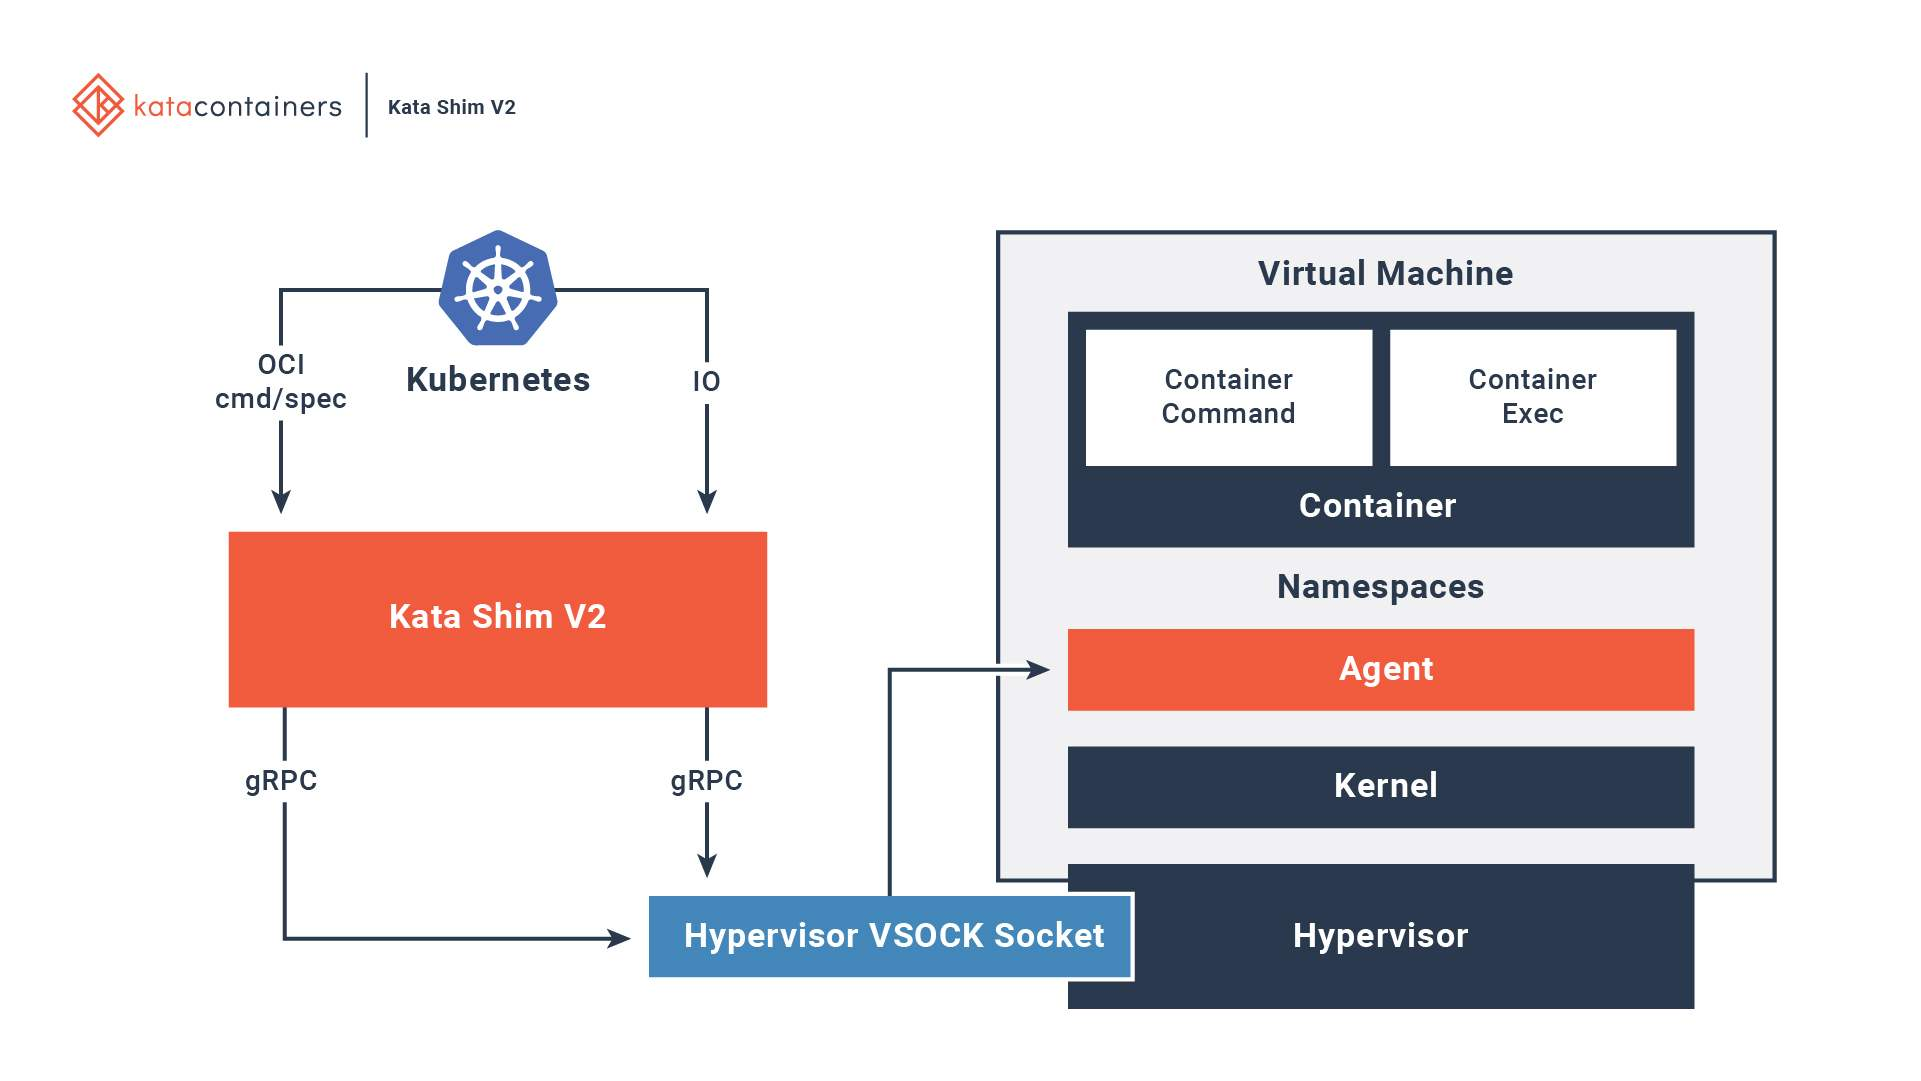 katacontainers
Kata Shim V2
Kubernetes
OCI
cmd/spec
IO
Kata Shim V2
gRPC
gRPC
Hypervisor VSOCK Socket
Virtual Machine
Container
Command
Container
Exec
Container
Namespaces
Agent
Kernel
Hypervisor